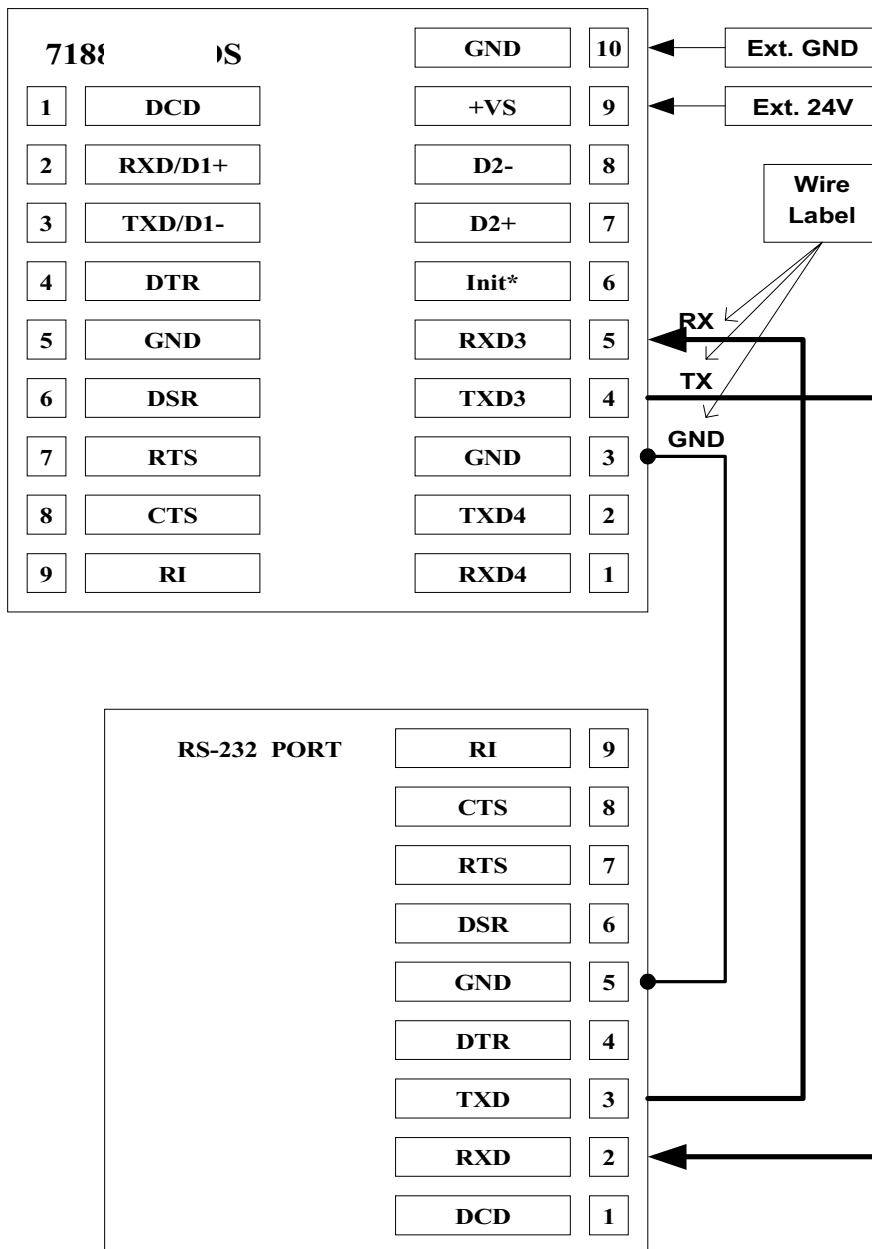 GND 10 Ext. GND
1 DCD +VS 9 Ext. 24V
2 RXD/D1+ D2- 8
Wire
Label
3 TXD/D1- D2+ 7
4 DTR Init* 6
RX
5 GND RXD3 5
TX
6 DSR TXD3 4
GND
7 RTS GND 3
8 CTS TXD4 2
9 RI RXD4 1
RS-232 PORT RI 9
CTS 8
RTS 7
DSR 6
GND 5
DTR 4
TXD 3
RXD 2
DCD 1